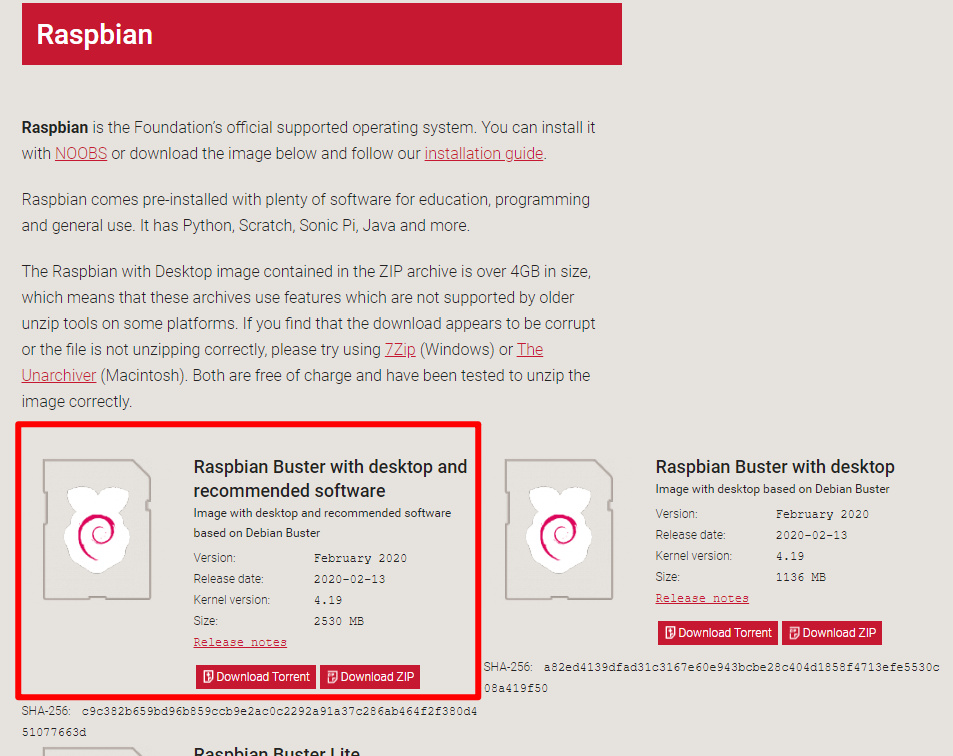 Raspbian
Raspbian is the Foundation's official supported operating system. You can install it
with NOOBS or download the image below and follow our installation guide.
Raspbian comes pre-installed with plenty of software for education, programming
and general use. It has Python, Scratch, Sonic Pi, Java and more.
The Raspbian with Desktop image contained in the ZIP archive is over 4GB in size,
which means that these archives use features which are not supported by older
unzip tools on some platforms. If you find that the download appears to be corrupt
or the file is not unzipping correctly, please try using 7Zip (Windows) or The
Unarchiver (Macintosh). Both are free of charge and have been tested to unzip the
image correctly.
Raspbian Buster with desktop and
recommended software
Image with desktop and recommended software
based on Debian Buster
Version: February 2020
Release date: 2020-02-13
Kernel version: 4.19
Size: 2530 MB
Release notes
Download Torrent Download ZIP
SHA-256: c9c382b659bd96b859ccb9e2ac0c2292a91a37c286ab464f2f380d4
51077663d
Raspbian Buster with desktop
Image with desktop based on Debian Buster
Version: February 2020
Release date: 2020-02-13
Kernel version: 4.19
Size: 1136 MB
Release notes
Download Torrent Download ZIP
SHA-256: a82ed4139dfad31c3167e60e943bcbe28c404d1858f4713efe5530c
08a419f50
Raspbian Buster Lite